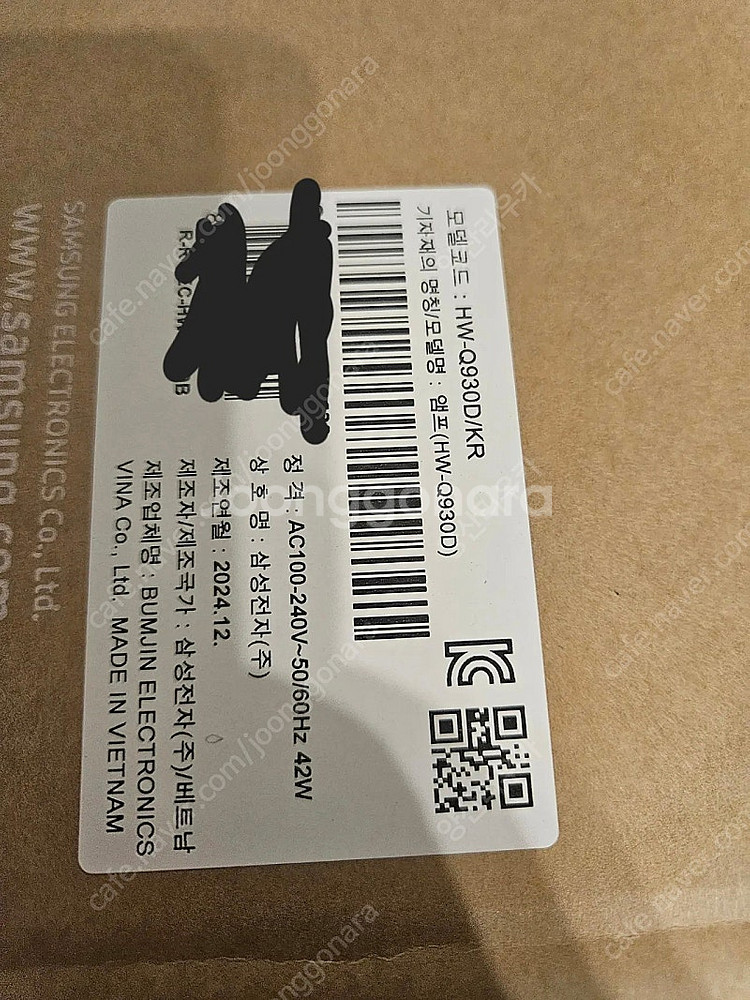 모델코드 : HW-Q930D/KR
기자재의 명칭/모델명 : 앰프(HW-Q930D)
정 격 : AC100-240V~50/60Hz 42W
상 호 명 : 삼성전자(주)
제조연월 : 2024.12.
제조자/제조국가 : 삼성전자(주)/베트남
제조업체명 : BUMJIN ELECTRONICS
VINA Co., Ltd. MADE IN VIETNAM
SAMSUNG ELECTRONICS Co., Ltd.
www.samsung.com
joonggonara
cafe.naver.com/joonggonara